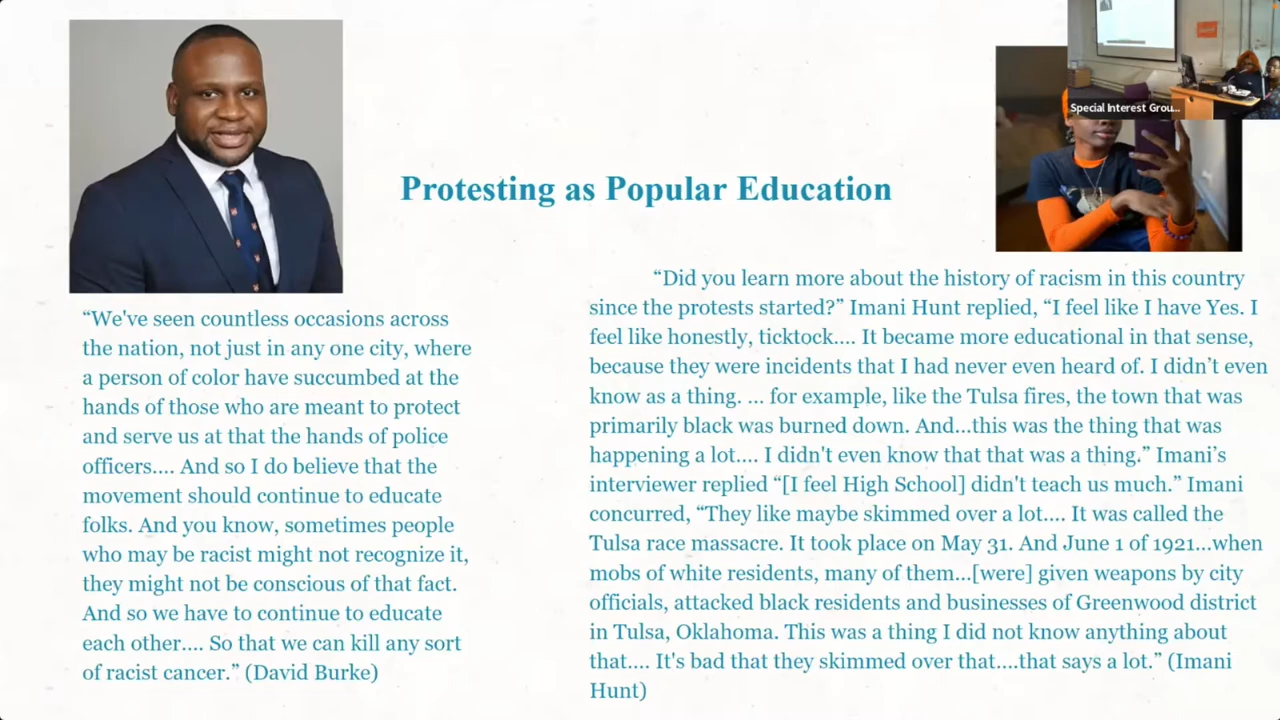 Special Interest Grou...
Protesting as Popular Education
“We've seen countless occasions across
the nation, not just in any one city, where
a person of color have succumbed at the
hands of those who are meant to protect
and serve us at that the hands of police
officers.... And so I do believe that the
movement should continue to educate
folks. And you know, sometimes people
who may be racist might not recognize it,
they might not be conscious of that fact.
And so we have to continue to educate
each other.... So that we can kill any sort
of racist cancer.” (David Burke)
“Did you learn more about the history of racism in this country
since the protests started?” Imani Hunt replied, “I feel like I have Yes. I
feel like honestly, ticktock.... It became more educational in that sense,
because they were incidents that I had never even heard of. I didn’t even
know as a thing. ... for example, like the Tulsa fires, the town that was
primarily black was burned down. And...this was the thing that was
happening a lot.... I didn't even know that that was a thing.” Imani’s
interviewer replied “[I feel High School] didn't teach us much.” Imani
concurred, “They like maybe skimmed over a lot.... It was called the
Tulsa race massacre. It took place on May 31. And June 1 of 1921...when
mobs of white residents, many of them...[were] given weapons by city
officials, attacked black residents and businesses of Greenwood district
in Tulsa, Oklahoma. This was a thing I did not know anything about
that.... It's bad that they skimmed over that....that says a lot.” (Imani
Hunt)